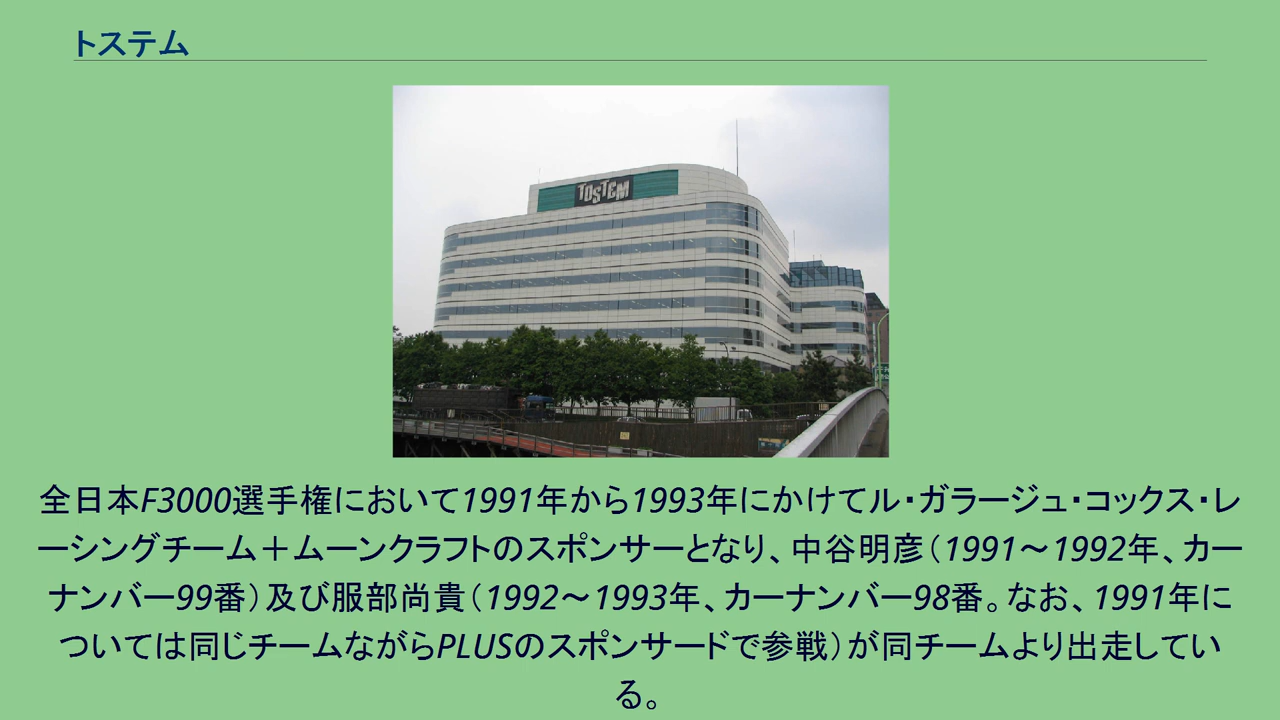 トステム
TOSTEM
全日本F3000選手権において1991年から1993年にかけてル・ガラージュ・コックス・レ
ーシングチーム＋ムーンクラフトのスポンサーとなり、中谷明彦（1991～1992年、カー
ナンバー99番）及び服部尚貴（1992～1993年、カーナンバー98番。なお、1991年に
ついては同じチームながらPLUSのスポンサードで参戦）が同チームより出走してい
る。